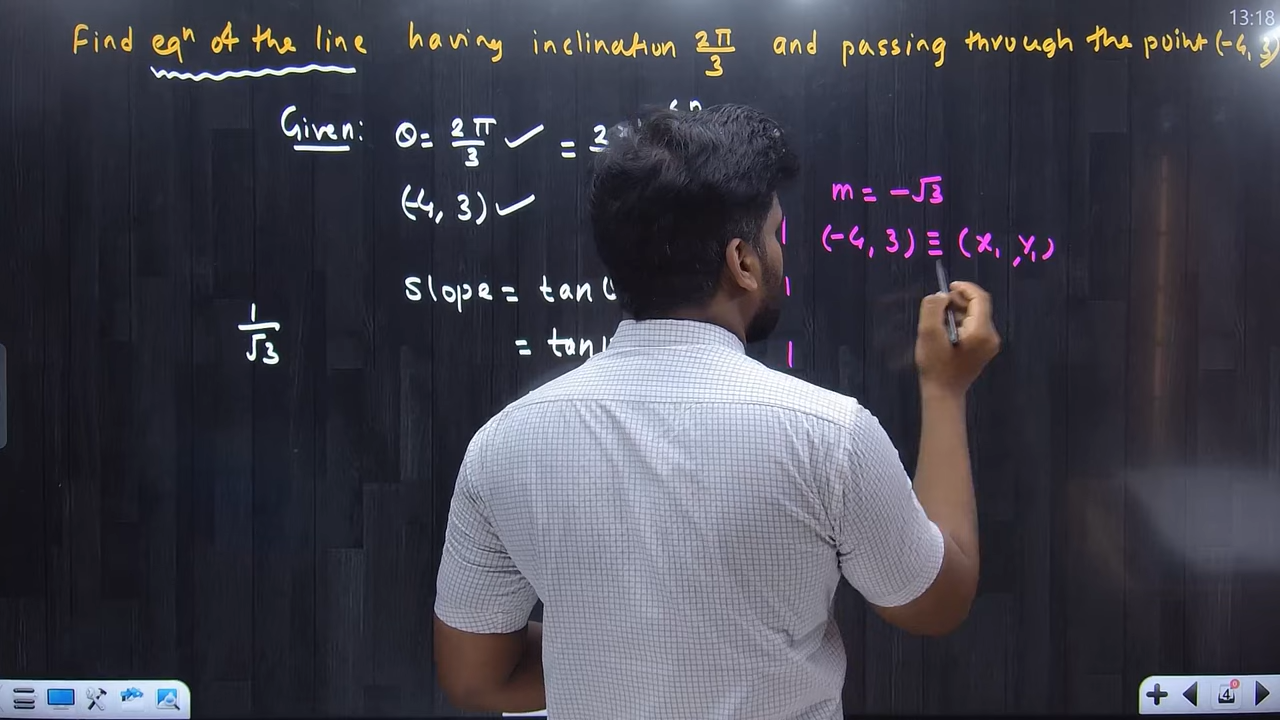 13:18
Find eqⁿ of the line having inclination 2π/3 and passing through the point (-4, 3)
Given: θ = 2π/3 ✓ =
(-4, 3) ✓
slope = tan
= tan
1/√3
m = -√3
(-4, 3) ≡ (x₁, y₁)
4